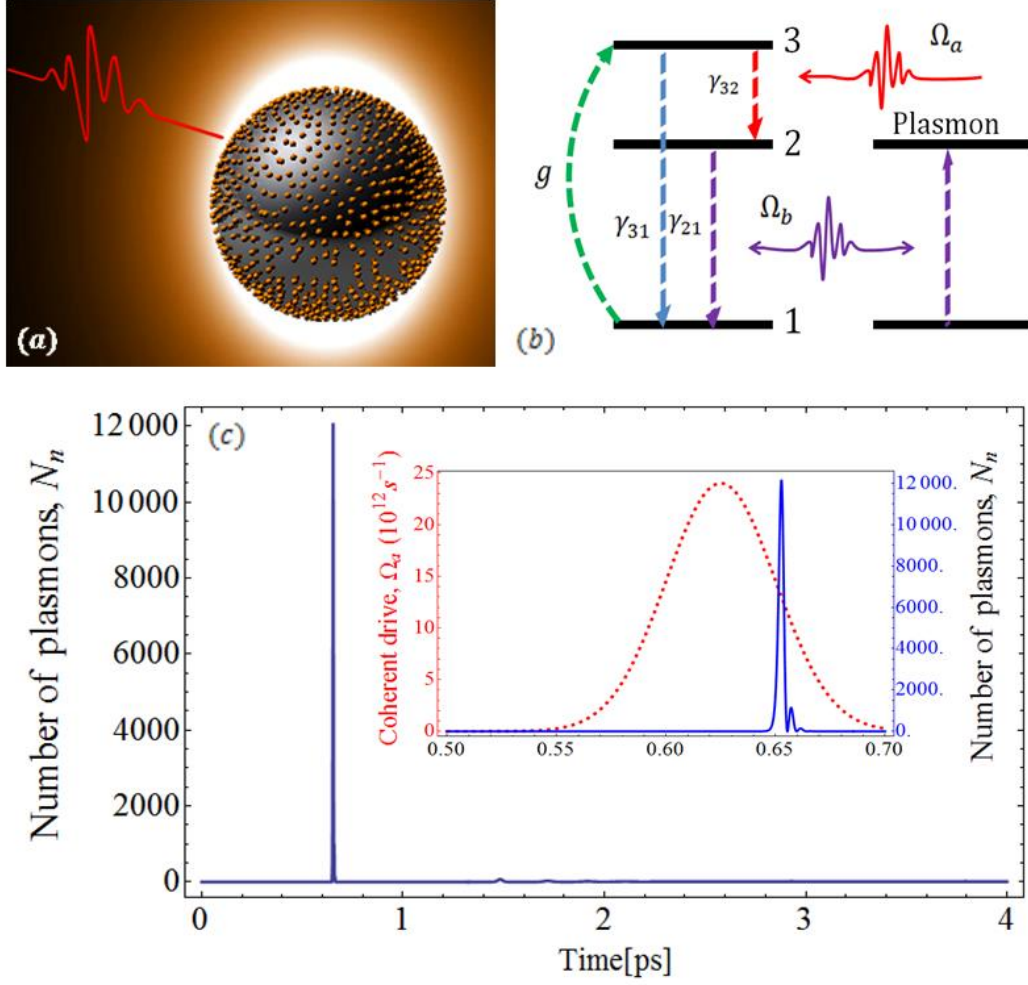 (a)
3
Ω_a
γ_32
Plasmon
2
g
Ω_b
γ_31
γ_21
1
(b)
(c)
Number of plasmons, N_n
12 000
10 000
8000
6000
4000
2000
0
0
1
2
3
4
Time[ps]
Coherent drive, Ω_a (10^12 s^−1)
25
20
15
10
5
0
0.50
0.55
0.60
0.65
0.70
12 000.
10 000.
8000.
6000.
4000.
2000.
0.
Number of plasmons, N_n